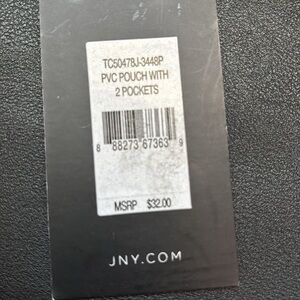 TC50478J-3448P
PVC POUCH WITH
2 POCKETS
8 88273 67363 9
MSRP $32.00
JNY.COM